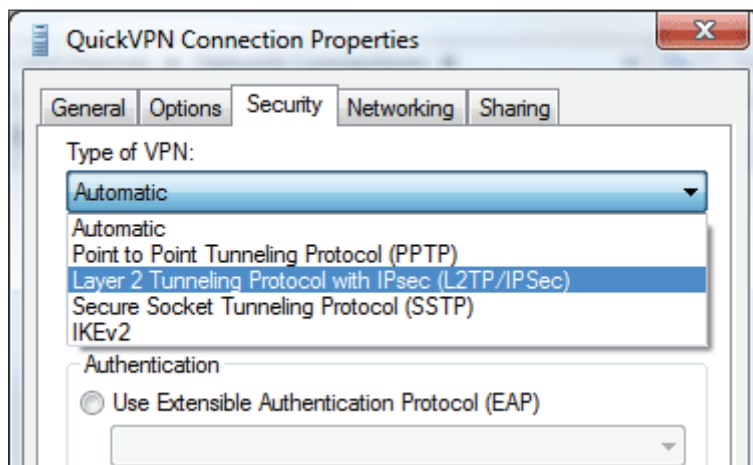 QuickVPN Connection Properties
General Options Security Networking Sharing
Type of VPN:
Automatic
Automatic
Point to Point Tunneling Protocol (PPTP)
Layer 2 Tunneling Protocol with IPsec (L2TP/IPSec)
Secure Socket Tunneling Protocol (SSTP)
IKEv2
Authentication
Use Extensible Authentication Protocol (EAP)